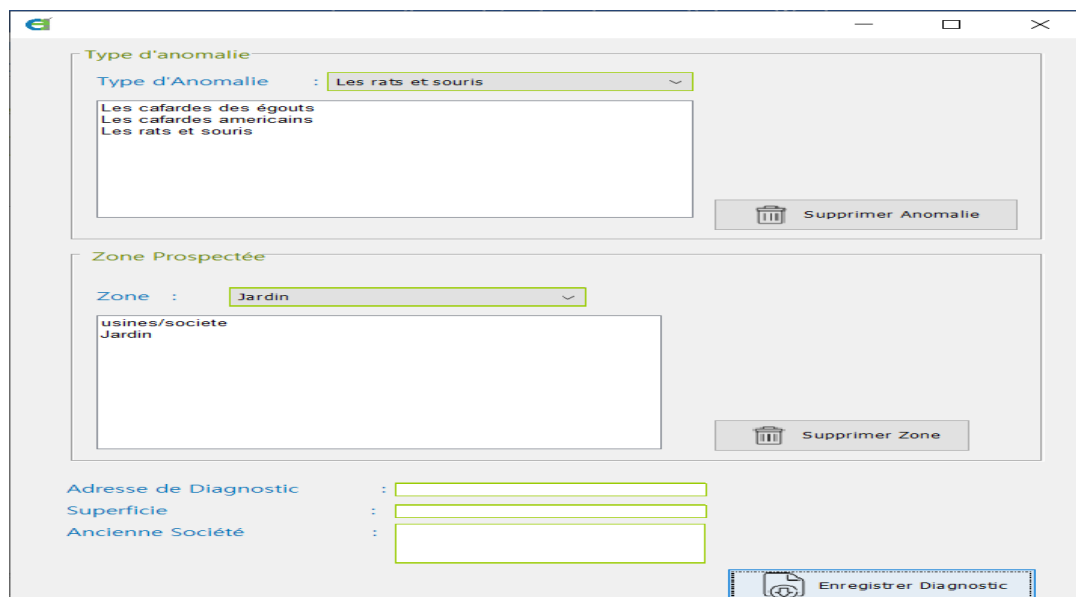 Type d'anomalie
Type d'Anomalie : Les rats et souris
Les cafardes des égouts
Les cafardes americains
Les rats et souris
Supprimer Anomalie
Zone Prospectée
Zone : Jardin
usines/societe
Jardin
Supprimer Zone
Adresse de Diagnostic :
Superficie :
Ancienne Société :
Enregistrer Diagnostic